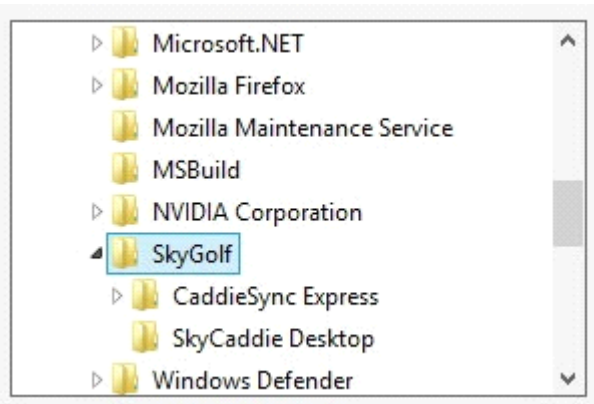 Microsoft.NET
Mozilla Firefox
Mozilla Maintenance Service
MSBuild
NVIDIA Corporation
SkyGolf
CaddieSync Express
SkyCaddie Desktop
Windows Defender